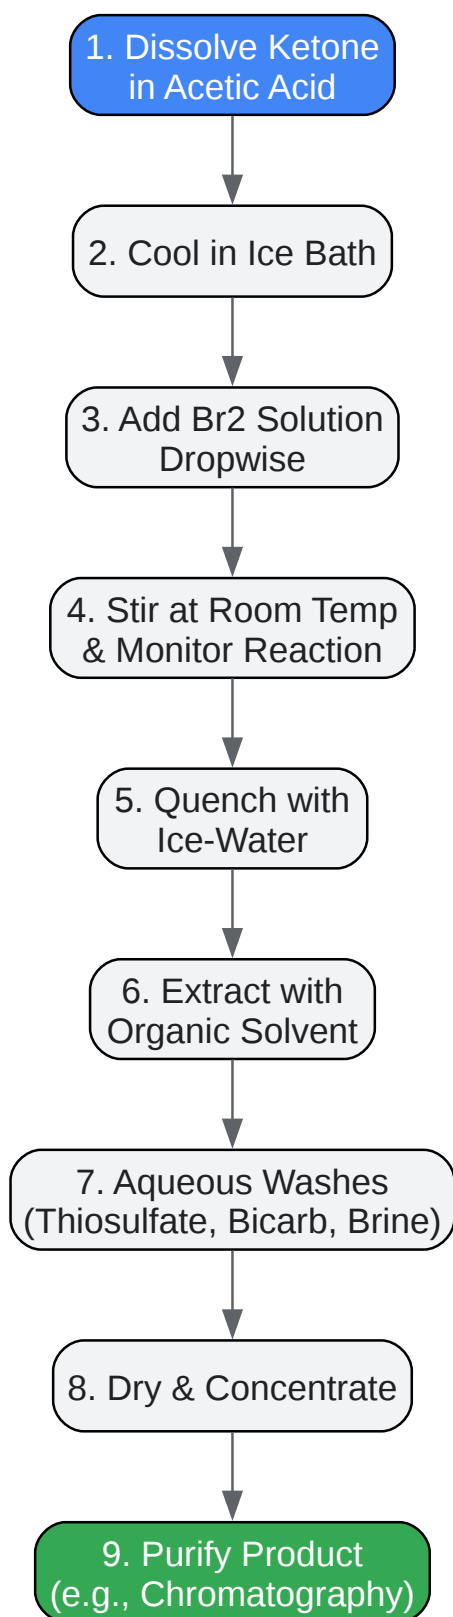 1. Dissolve Ketone
in Acetic Acid
2. Cool in Ice Bath
3. Add Br2 Solution
Dropwise
4. Stir at Room Temp
& Monitor Reaction
5. Quench with
Ice-Water
6. Extract with
Organic Solvent
7. Aqueous Washes
(Thiosulfate, Bicarb, Brine)
8. Dry & Concentrate
9. Purify Product
(e.g., Chromatography)